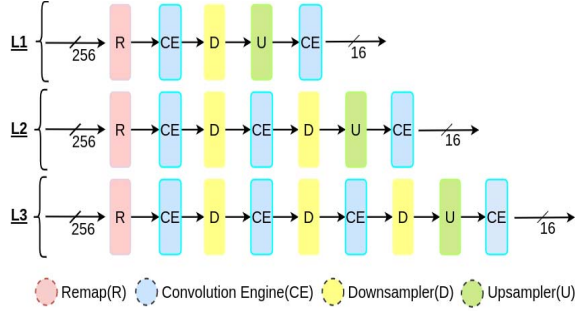 L1 256 R CE D U CE 16
L2 256 R CE D CE D U CE 16
L3 256 R CE D CE D CE D U CE 16
Remap(R) Convolution Engine(CE) Downsampler(D) Upsampler(U)